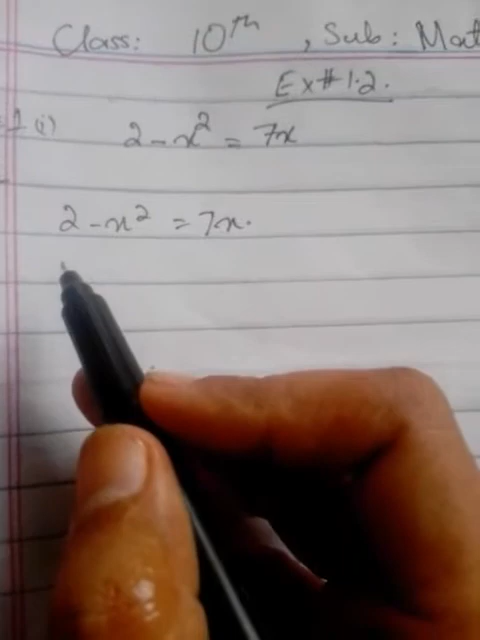 Class: 10th, Sub: Mat
Ex#1.2.
1(i) 2-x² = 7x
2-x² = 7x.